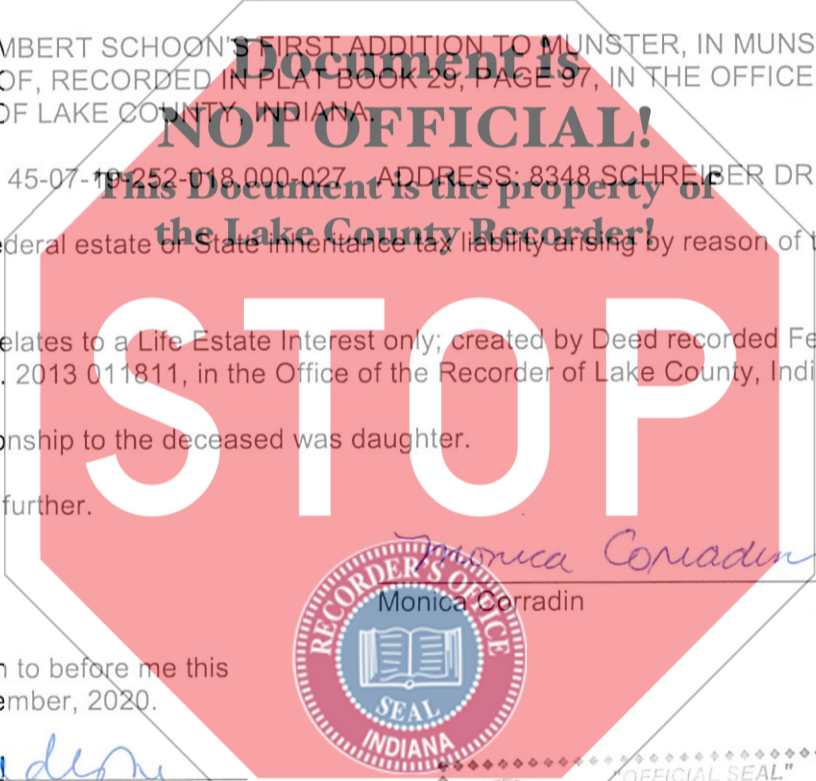 MBERT SCHOON'S FIRST ADDITION TO MUNSTER, IN MUNS
Document is
OF, RECORDED IN PLAT BOOK 29, PAGE 97, IN THE OFFICE
OF LAKE COUNTY, INDIANA.
NOT OFFICIAL!
45-07-19-252-018.000-027 ADDRESS: 8348 SCHREIBER DR
This Document is the property of
the Lake County Recorder!
ederal estate or State inheritance tax liability arising by reason of t
STOP
elates to a Life Estate Interest only; created by Deed recorded Fe
. 2013 011811, in the Office of the Recorder of Lake County, Indi
onship to the deceased was daughter.
further.
Monica Corradin
Monica Corradin
RECORDER'S OFFICE
SEAL
INDIANA
n to before me this
ember, 2020.
"OFFICIAL SEAL"